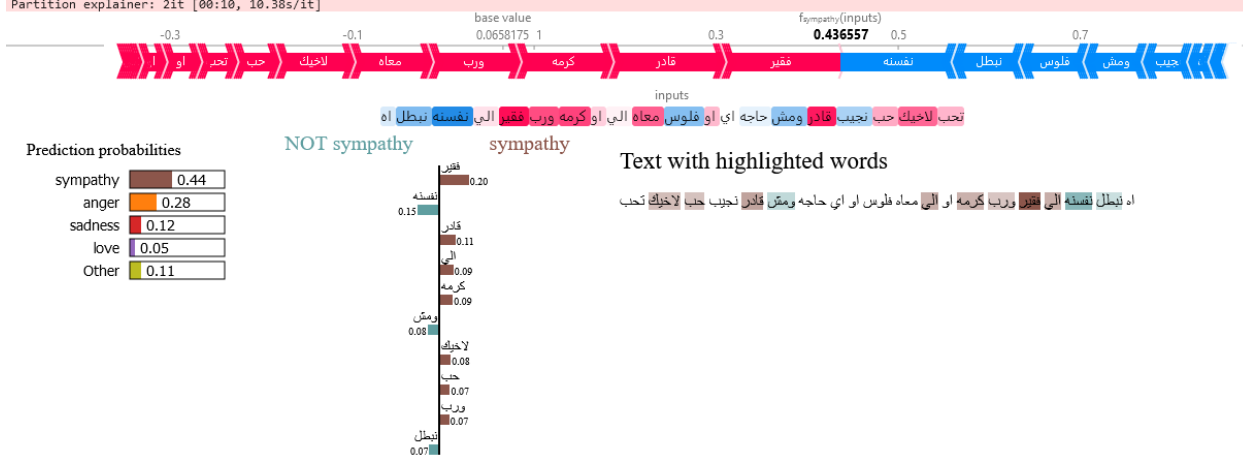 Partition explainer: 2it [00:10, 10.38s/it]
base value
fsympathy(inputs)
-0.3
-0.1
0.0658175
1
0.3
0.436557
0.5
0.7
او تحب حب لاخيك معاه ورب كرمه قادر فقير نفسنه نبطل فلوس ومش نجيب
inputs
تحب لاخيك حب نجيب قادر ومش حاجه اي او فلوس معاه الي او كرمه ورب فقير الي نفسنه نبطل اه
Prediction probabilities
sympathy 0.44
anger 0.28
sadness 0.12
love 0.05
Other 0.11
NOT sympathy
sympathy
فقير
0.20
نفسنه
0.15
قادر
0.11
الي
0.09
كرمه
0.09
ومش
0.08
لاخيك
0.08
حب
0.07
ورب
0.07
نبطل
0.07
Text with highlighted words
اه نبطل نفسنه الي فقير ورب كرمه او الي معاه فلوس او اي حاجه ومش قادر نجيب حب لاخيك تحب